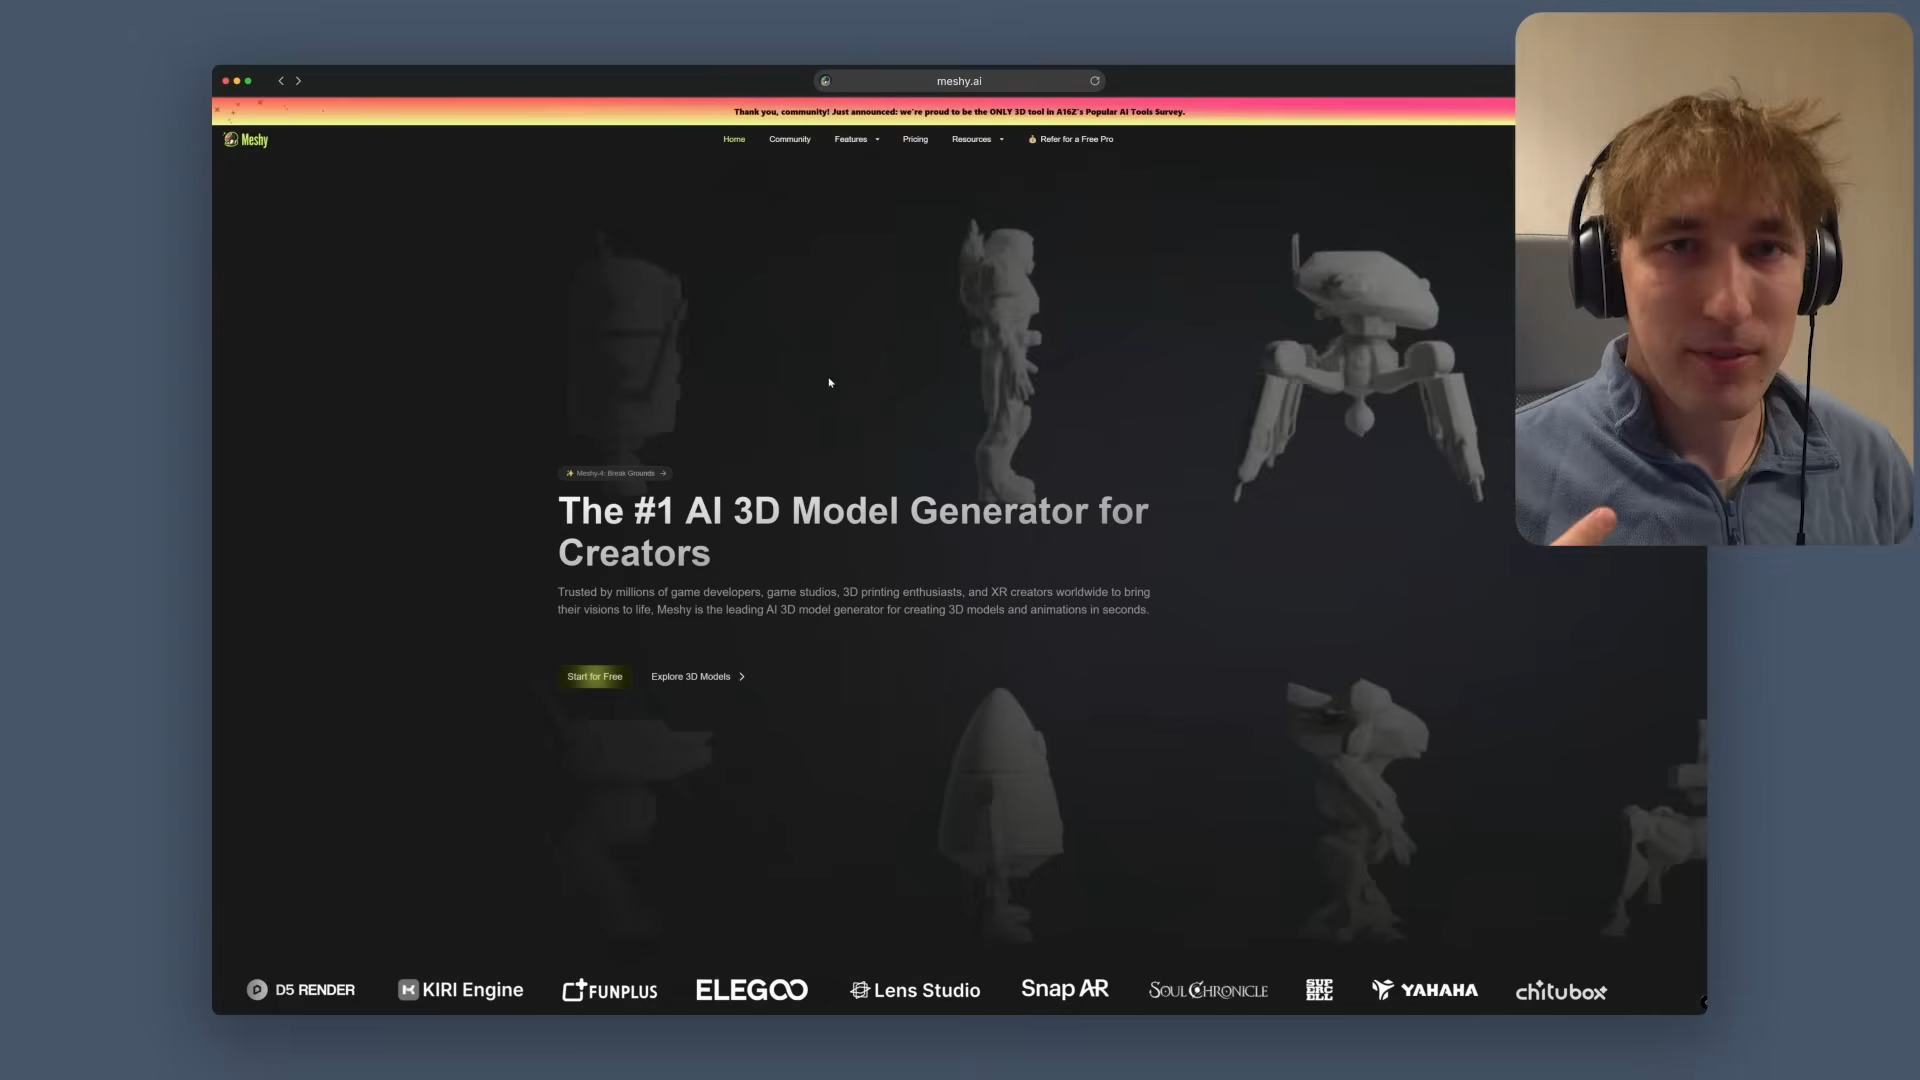 meshy.ai
Thank you, community! Just announced: we're proud to be the ONLY 3D tool in A16Z's Popular AI Tools Survey.
Meshy
Home
Community
Features
Pricing
Resources
Refer for a Free Pro
Meshy-4: Break Grounds
The #1 AI 3D Model Generator for
Creators
Trusted by millions of game developers, game studios, 3D printing enthusiasts, and XR creators worldwide to bring
their visions to life, Meshy is the leading AI 3D model generator for creating 3D models and animations in seconds.
Start for Free
Explore 3D Models
D5 RENDER
KIRI Engine
FUNPLUS
ELEGOO
Lens Studio
Snap AR
SOUL CHRONICLE
SUP
ERC
ELL
YAHAHA
chitubox